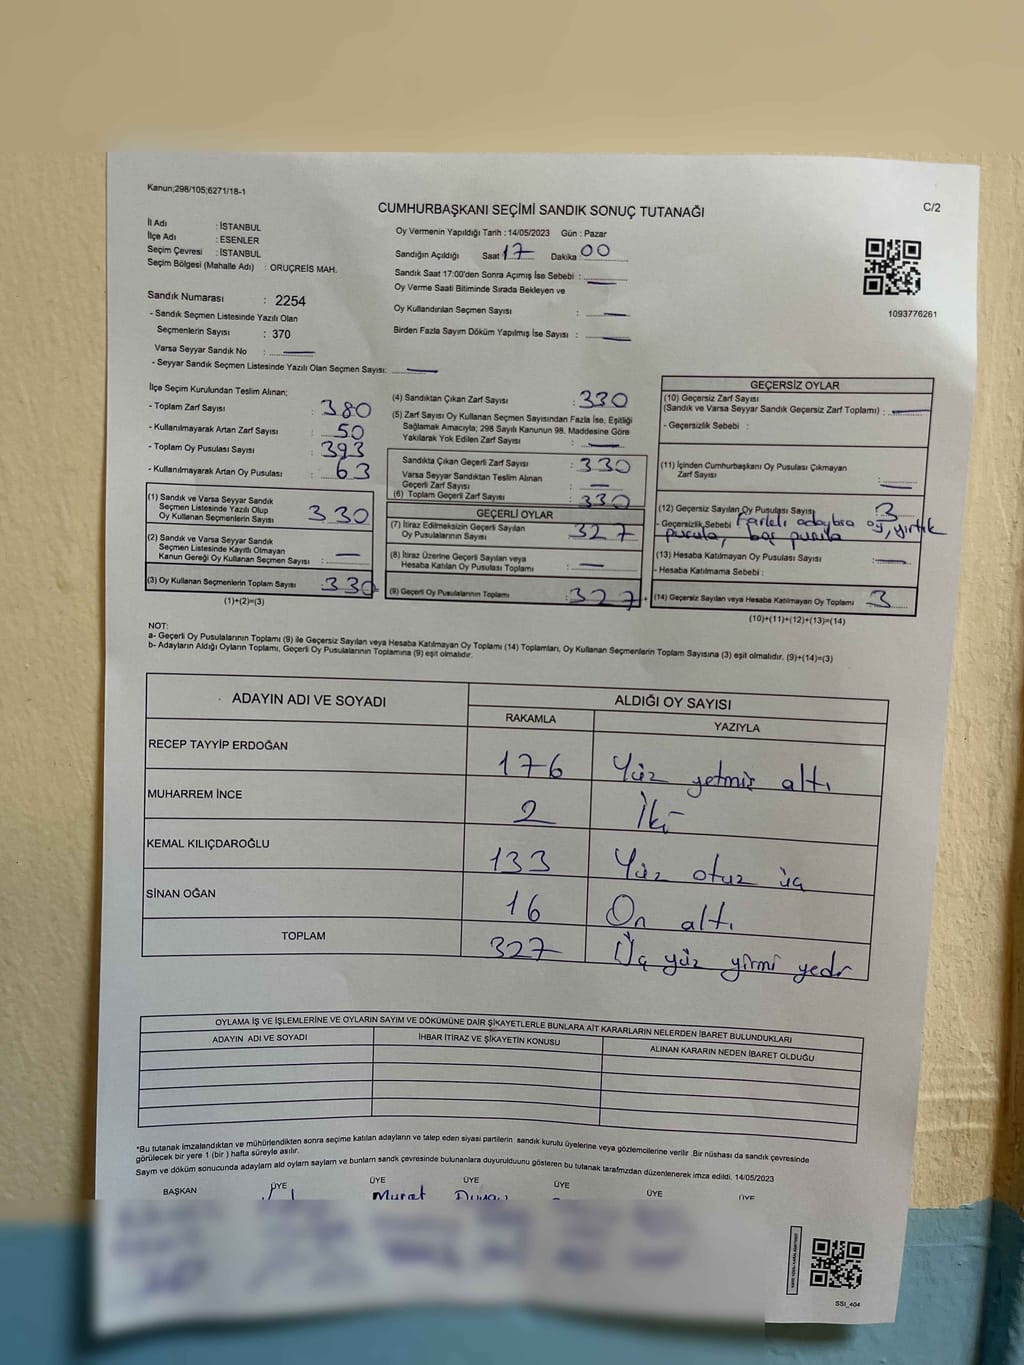 Kanun;298/105;6271/18-1
CUMHURBAŞKANI SEÇİMİ SANDIK SONUÇ TUTANAĞI
C/2
İl Adı : İSTANBUL
İlçe Adı : ESENLER
Seçim Çevresi : İSTANBUL
Seçim Bölgesi (Mahalle Adı) : ORUÇREİS MAH.
Sandık Numarası : 2254
- Sandık Seçmen Listesinde Yazılı Olan
Seçmenlerin Sayısı : 370
Varsa Seyyar Sandık No :
- Seyyar Sandık Seçmen Listesinde Yazılı Olan Seçmen Sayısı:
Oy Vermenin Yapıldığı Tarih : 14/05/2023 Gün : Pazar
Sandığın Açıldığı Saat 17 Dakika 00
Sandık Saat 17:00'den Sonra Açımış İse Sebebi :
Oy Verme Saati Bitiminde Sırada Bekleyen ve
Oy Kullandırılan Seçmen Sayısı :
Birden Fazla Sayım Döküm Yapılmış İse Sayısı :
1093776261
İlçe Seçim Kurulundan Teslim Alınan;
- Toplam Zarf Sayısı : 380
- Kullanılmayarak Artan Zarf Sayısı : 50
- Toplam Oy Pusulası Sayısı : 393
- Kullanılmayarak Artan Oy Pusulası : 63
(1) Sandık ve Varsa Seyyar Sandık
Seçmen Listesinde Yazılı Olup
Oy Kullanan Seçmenlerin Sayısı : 330
(2) Sandık ve Varsa Seyyar Sandık
Seçmen Listesinde Kayıtlı Olmayan
Kanun Gereği Oy Kullanan Seçmen Sayısı : —
(3) Oy Kullanan Seçmenlerin Toplam Sayısı : 330 =
(1)+(2)=(3)
(4) Sandıktan Çıkan Zarf Sayısı : 330
(5) Zarf Sayısı Oy Kullanan Seçmen Sayısından Fazla İse, Eşitliği
Sağlamak Amacıyla; 298 Sayılı Kanunun 98. Maddesine Göre
Yakılarak Yok Edilen Zarf Sayısı : —
Sandıkta Çıkan Geçerli Zarf Sayısı : 330
Varsa Seyyar Sandıktan Teslim Alınan
Geçerli Zarf Sayısı : —
(6) Toplam Geçerli Zarf Sayısı : 330
GEÇERLİ OYLAR
(7) İtiraz Edilmeksizin Geçerli Sayılan
Oy Pusulalarının Sayısı : 327
(8) İtiraz Üzerine Geçerli Sayılan veya
Hesaba Katılan Oy Pusulası Toplamı : —
(9) Geçerli Oy Pusulalarının Toplamı : 327 +
GEÇERSİZ OYLAR
(10) Geçersiz Zarf Sayısı
(Sandık ve Varsa Seyyar Sandık Geçersiz Zarf Toplamı) : —
- Geçersizlik Sebebi :
(11) İçinden Cumhurbaşkanı Oy Pusulası Çıkmayan
Zarf Sayısı : —
(12) Geçersiz Sayılan Oy Pusulası Sayısı 3
- Geçersizlik Sebebi oy, yırtık
pusula, boş pusula
(13) Hesaba Katılmayan Oy Pusulası Sayısı : —
- Hesaba Katılmama Sebebi :
(14) Geçersiz Sayılan veya Hesaba Katılmayan Oy Toplamı : 3
(10)+(11)+(12)+(13)=(14)
NOT:
a- Geçerli Oy Pusulalarının Toplamı (9) ile Geçersiz Sayılan veya Hesaba Katılmayan Oy Toplamı (14) Toplamları, Oy Kullanan Seçmenlerin Toplam Sayısına (3) eşit olmalıdır. (9)+(14)=(3)
b- Adayların Aldığı Oyların Toplamı, Geçerli Oy Pusulalarının Toplamına (9) eşit olmalıdır.
ADAYIN ADI VE SOYADI ALDIĞI OY SAYISI
RAKAMLA YAZIYLA
RECEP TAYYİP ERDOĞAN 176 Yüz yetmiş altı
MUHARREM İNCE 2 İki
KEMAL KILIÇDAROĞLU 133 Yüz otuz üç
SİNAN OĞAN 16 On altı
TOPLAM 327 Üç yüz yirmi yedi
OYLAMA İŞ VE İŞLEMLERİNE VE OYLARIN SAYIM VE DÖKÜMÜNE DAİR ŞİKAYETLERLE BUNLARA AİT KARARLARIN NELERDEN İBARET BULUNDUKLARI
ADAYIN ADI VE SOYADI İHBAR İTİRAZ VE ŞİKAYETİN KONUSU ALINAN KARARIN NEDEN İBARET OLDUĞU
*Bu tutanak imzalandıktan ve mühürlendikten sonra seçime katılan adayların ve talep eden siyasi partilerin sandık kurulu üyelerine veya gözlemcilerine verilir .Bir nüshası da sandık çevresinde
görülecek bir yere 1 (bir ) hafta süreyle asılır.
Sayım ve döküm sonucunda adaylam ald oylam saylarn ve bunlarn sandk çevresinde bulunanlara duyurulduunu gösteren bu tutanak tarafmzdan düzenlenerek imza edildi. 14/05/2023
BAŞKAN ÜYE ÜYE ÜYE ÜYE ÜYE ÜYE
Murat
SSİ_404